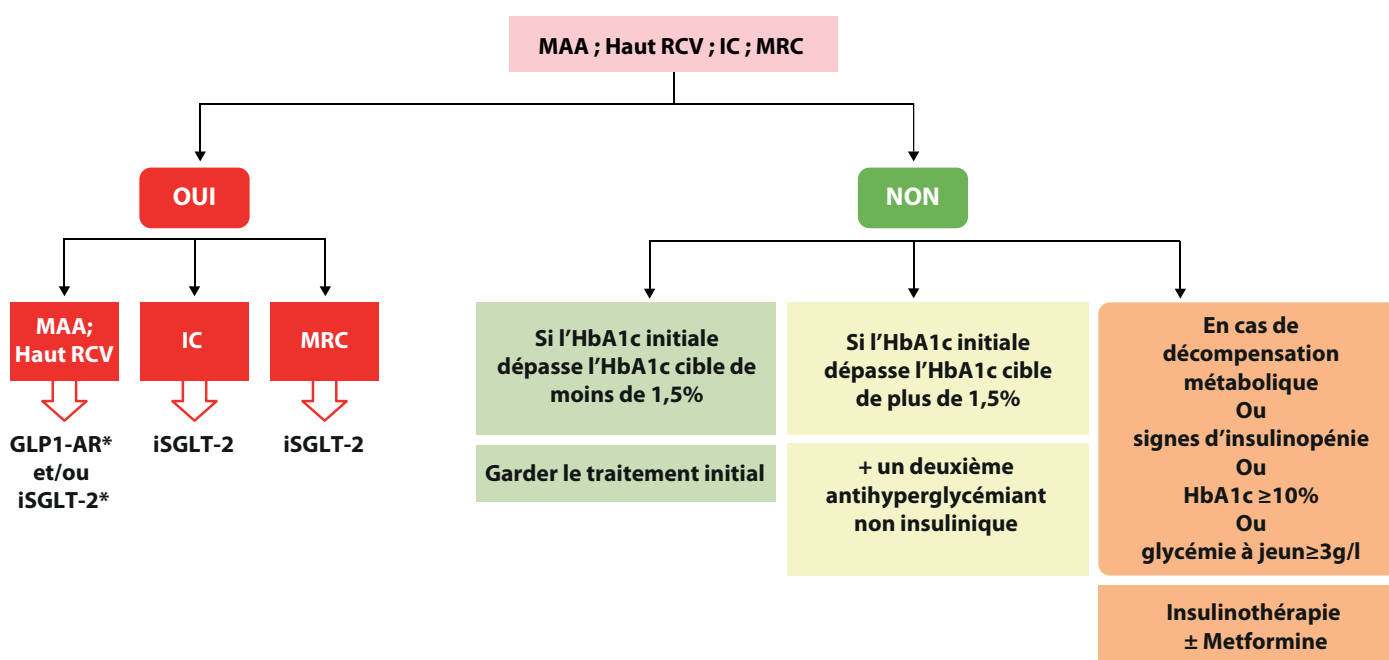 MAA ; Haut RCV ; IC ; MRC
OUI
NON
MAA;
Haut RCV
IC
MRC
GLP1-AR*
et/ou
iSGLT-2*
iSGLT-2
iSGLT-2
Si l’HbA1c initiale
dépasse l’HbA1c cible de
moins de 1,5%
Garder le traitement initial
Si l’HbA1c initiale
dépasse l’HbA1c cible
de plus de 1,5%
+ un deuxième
antihyperglycémiant
non insulinique
En cas de
décompensation
métabolique
Ou
signes d’insulinopénie
Ou
HbA1c ≥10%
Ou
glycémie à jeun≥3g/l
Insulinothérapie
± Metformine